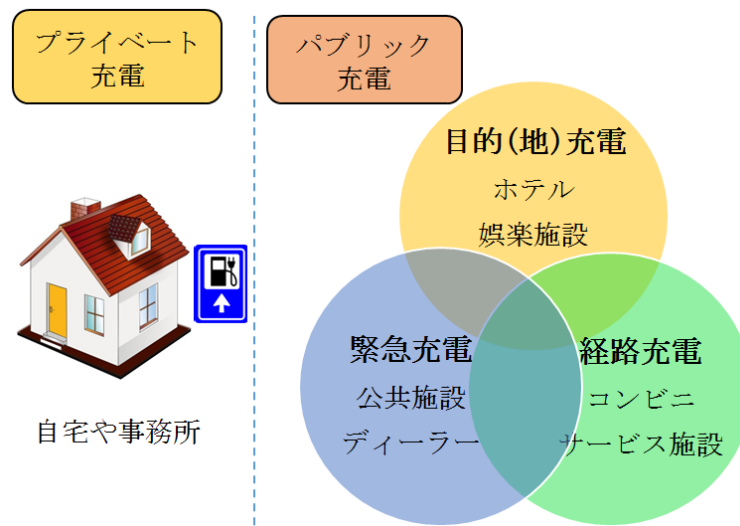 プライベート
充電
自宅や事務所
パブリック
充電
目的(地)充電
ホテル
娯楽施設
緊急充電
公共施設
ディーラー
経路充電
コンビニ
サービス施設